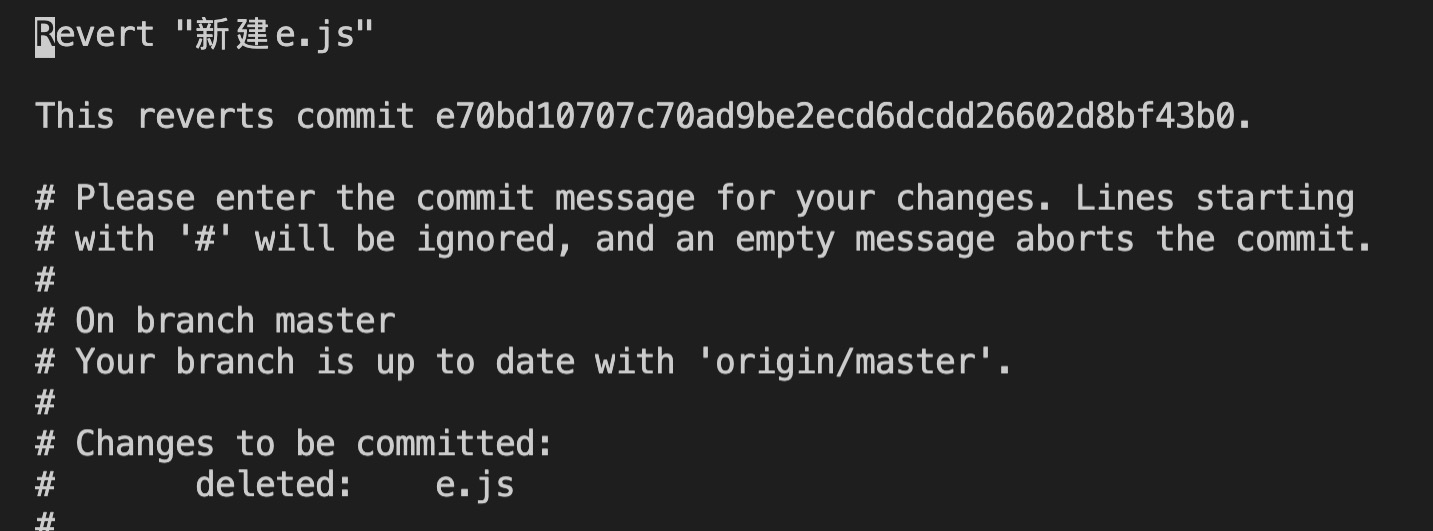 Revert "新建e.js"
This reverts commit e70bd10707c70ad9be2ecd6dcdd26602d8bf43b0.
# Please enter the commit message for your changes. Lines starting
# with '#' will be ignored, and an empty message aborts the commit.
#
# On branch master
# Your branch is up to date with 'origin/master'.
#
# Changes to be committed:
#       deleted:    e.js
#